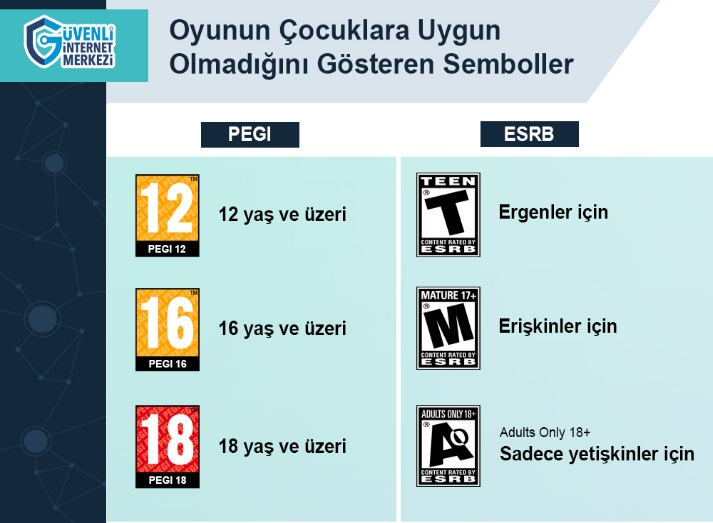 GÜVENLİ
İNTERNET
MERKEZİ
Oyunun Çocuklara Uygun
Olmadığını Gösteren Semboller
PEGI
ESRB
12
TM
PEGI 12
12 yaş ve üzeri
TEEN
T
®
CONTENT RATED BY
ESRB
Ergenler için
16
TM
PEGI 16
16 yaş ve üzeri
MATURE 17+
M
®
CONTENT RATED BY
ESRB
Erişkinler için
18
PEGI 18
18 yaş ve üzeri
ADULTS ONLY 18+
AO
®
CONTENT RATED BY
ESRB
Adults Only 18+
Sadece yetişkinler için